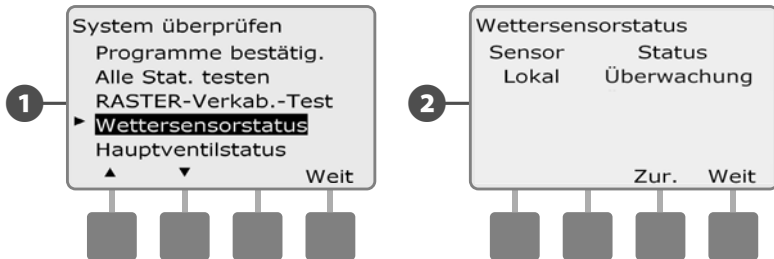 1
System überprüfen
Programme bestätig.
Alle Stat. testen
RASTER-Verkab.-Test
► Wettersensorstatus
Hauptventilstatus
▲ ▼ Weit
2
Wettersensorstatus
Sensor Status
Lokal Überwachung
Zur. Weit